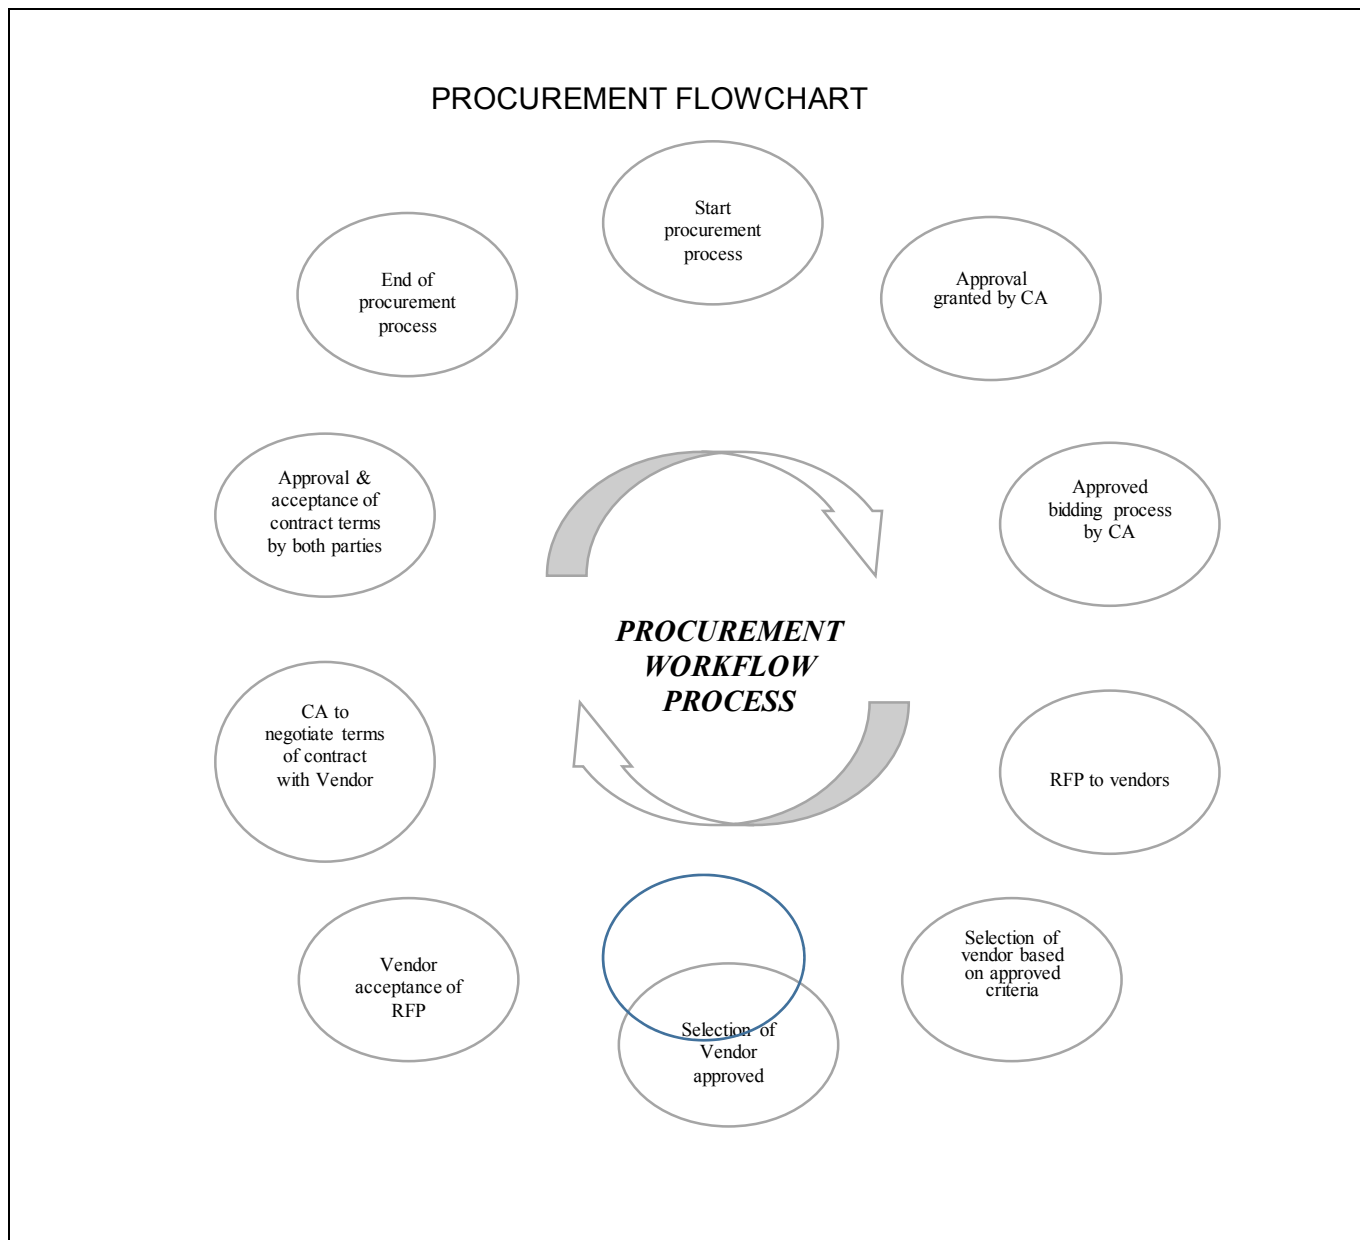 PROCUREMENT FLOWCHART
Start
procurement
process
Approval
granted by CA
Approved
bidding process
by CA
RFP to vendors
Selection of
vendor based
on approved
criteria
Selection of
Vendor
approved
Vendor
acceptance of
RFP
CA to
negotiate terms
of contract
with Vendor
Approval &
acceptance of
contract terms
by both parties
End of
procurement
process
PROCUREMENT
WORKFLOW
PROCESS